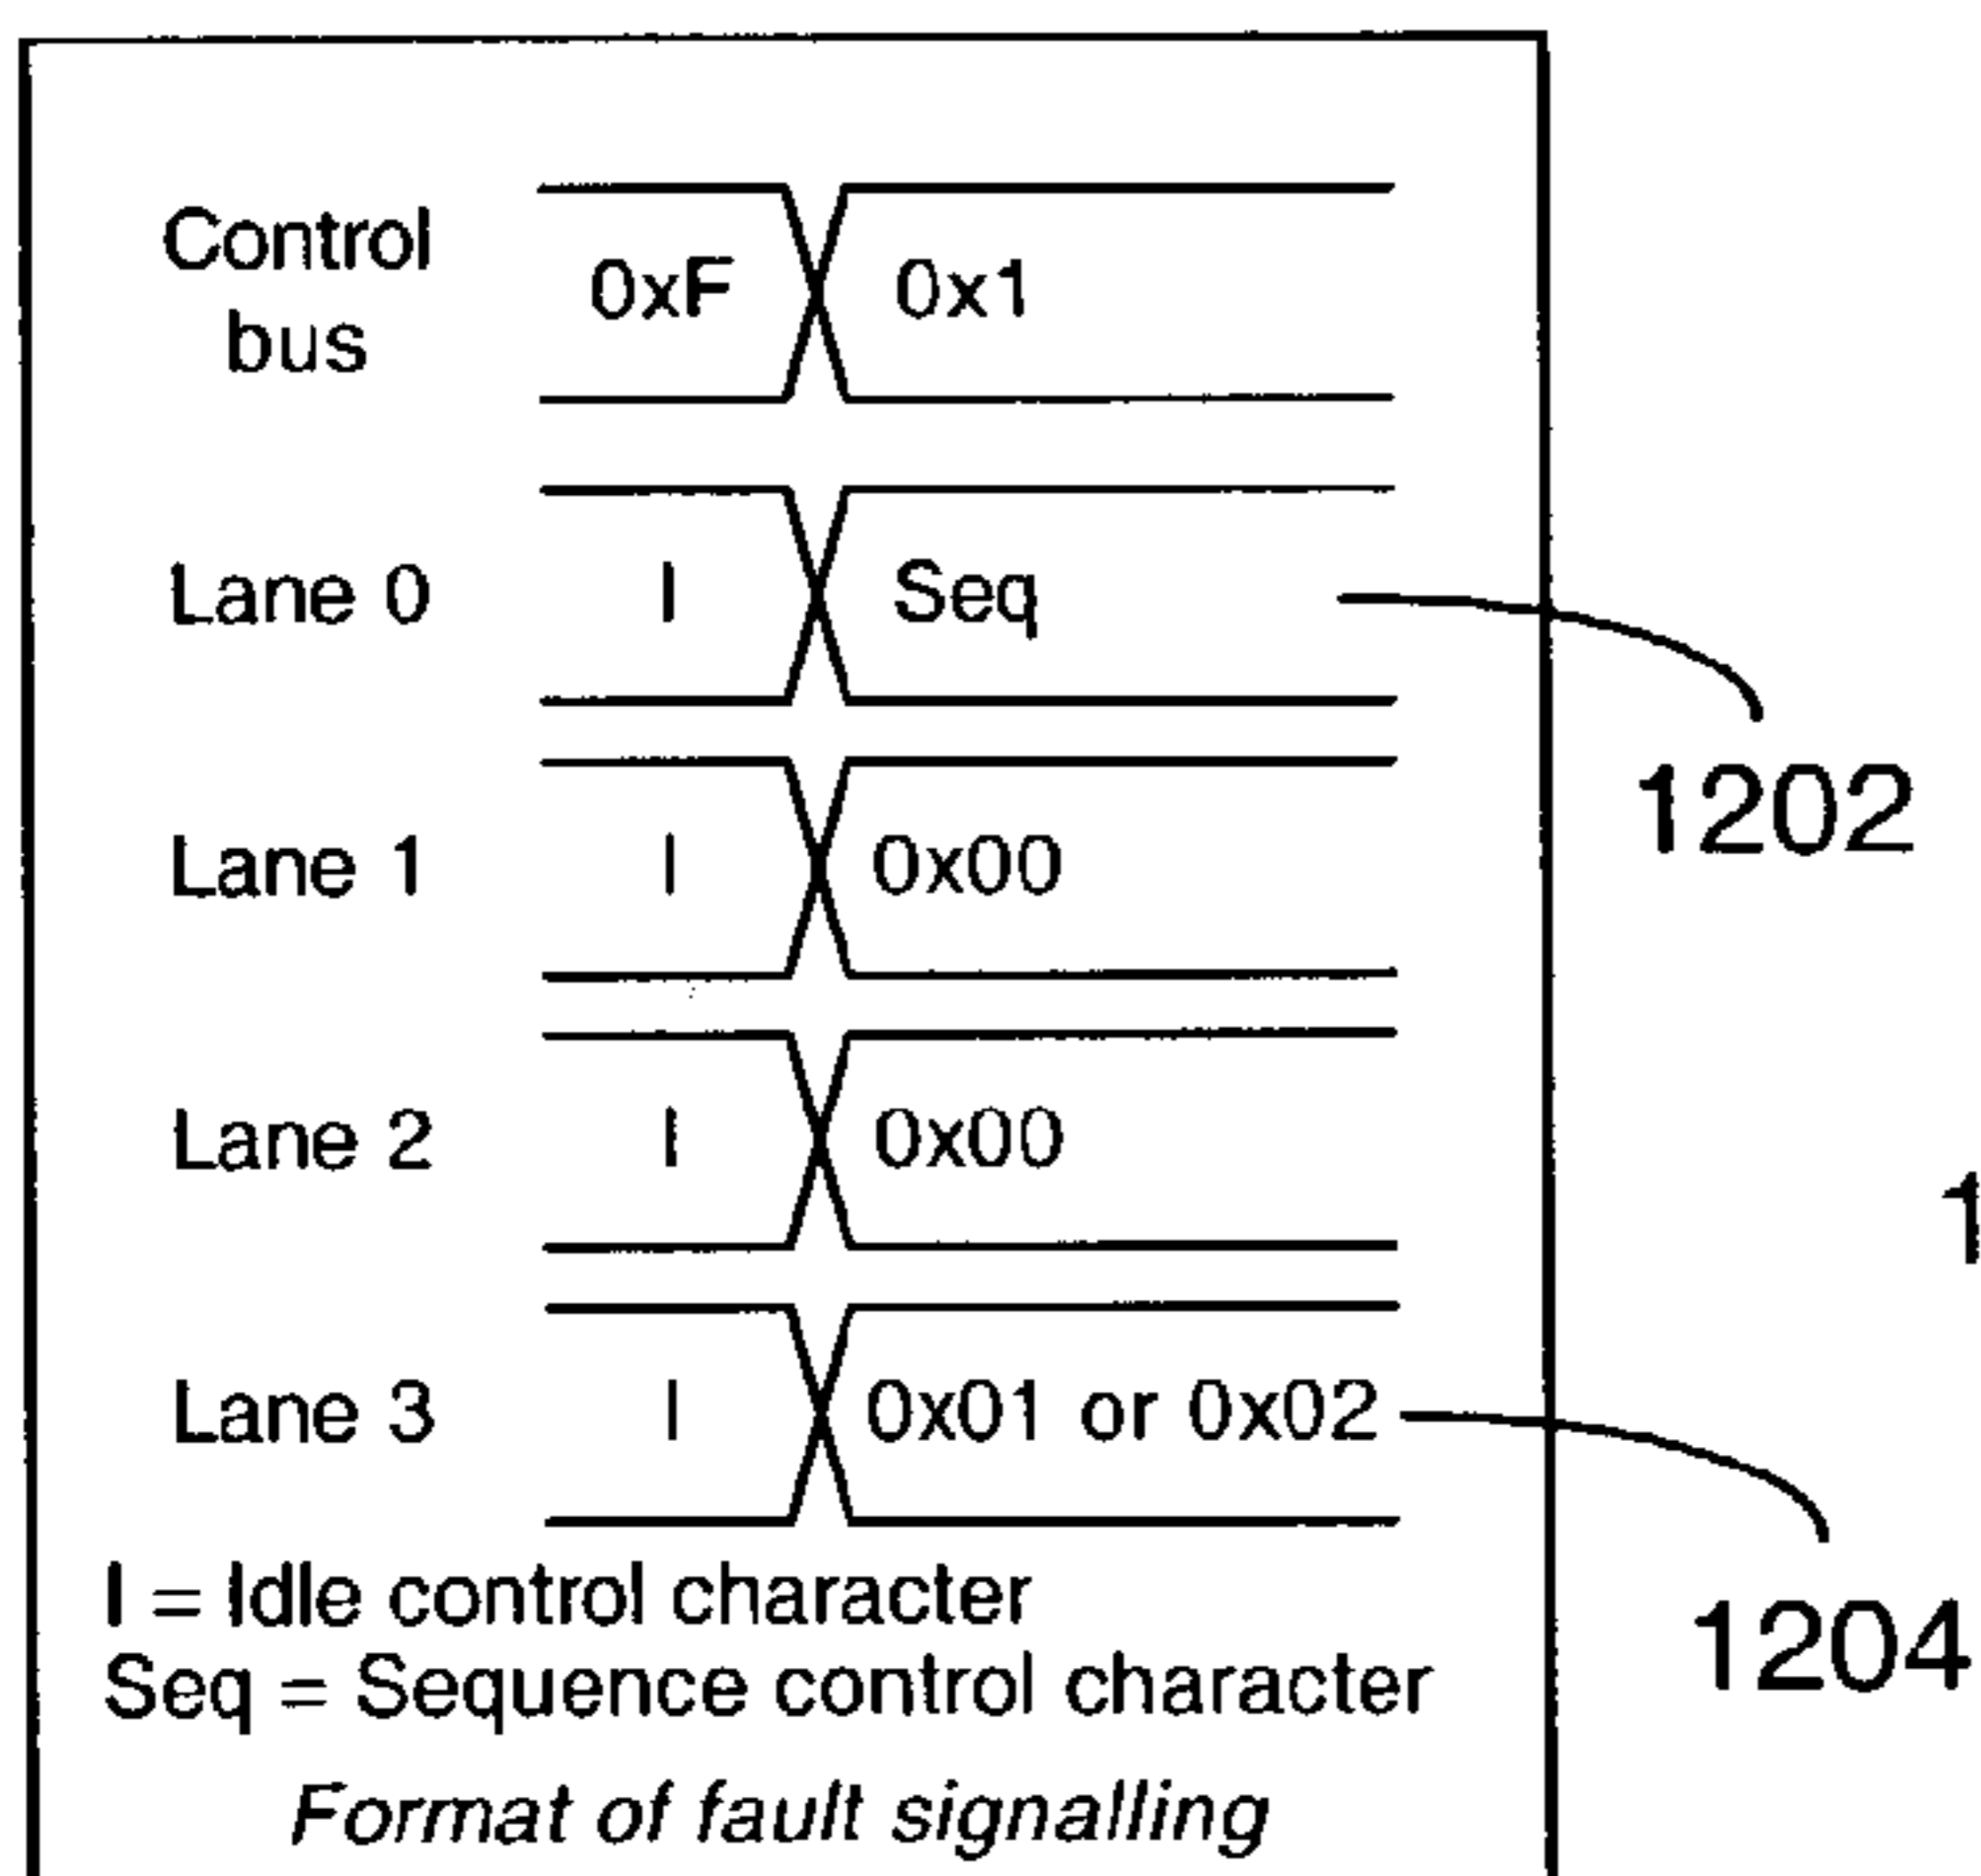 Control bus 0xF 0x1
Lane 0 I Seq
1202
Lane 1 I 0x00
Lane 2 I 0x00
1
Lane 3 I 0x01 or 0x02
1204
I = Idle control character
Seq = Sequence control character
Format of fault signalling